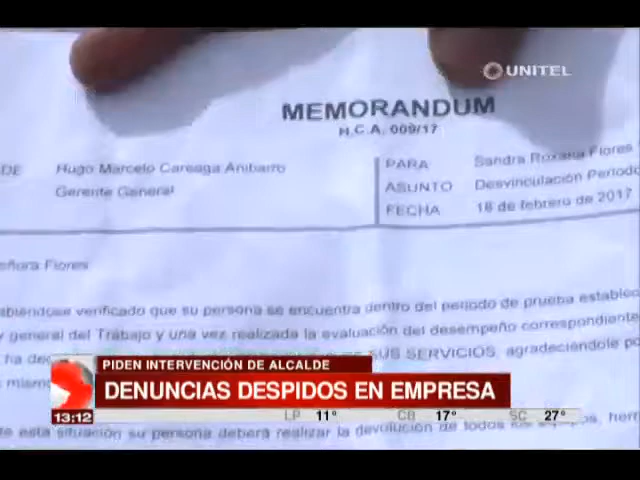 UNITEL
MEMORANDUM
H.C.A. 009/17
DE Hugo Marcelo Careaga Anibarro
Gerente General
PARA Sandra Roxana Flores
ASUNTO Desvinculación Periodo
FECHA 16 de febrero de 2017
Flores
verificado que su persona se encuentra dentro del periodo de prueba
general del Trabajo y una vez realizada la evaluación del desempeño correspondiente
ha SUS SERVICIOS, agradeciéndole
PIDEN INTERVENCIÓN DE ALCALDE
DENUNCIAS DESPIDOS EN EMPRESA
13:12 LP 11° CB 17° SC 27°
esta situación su persona deberá realizar la devolución de todos los